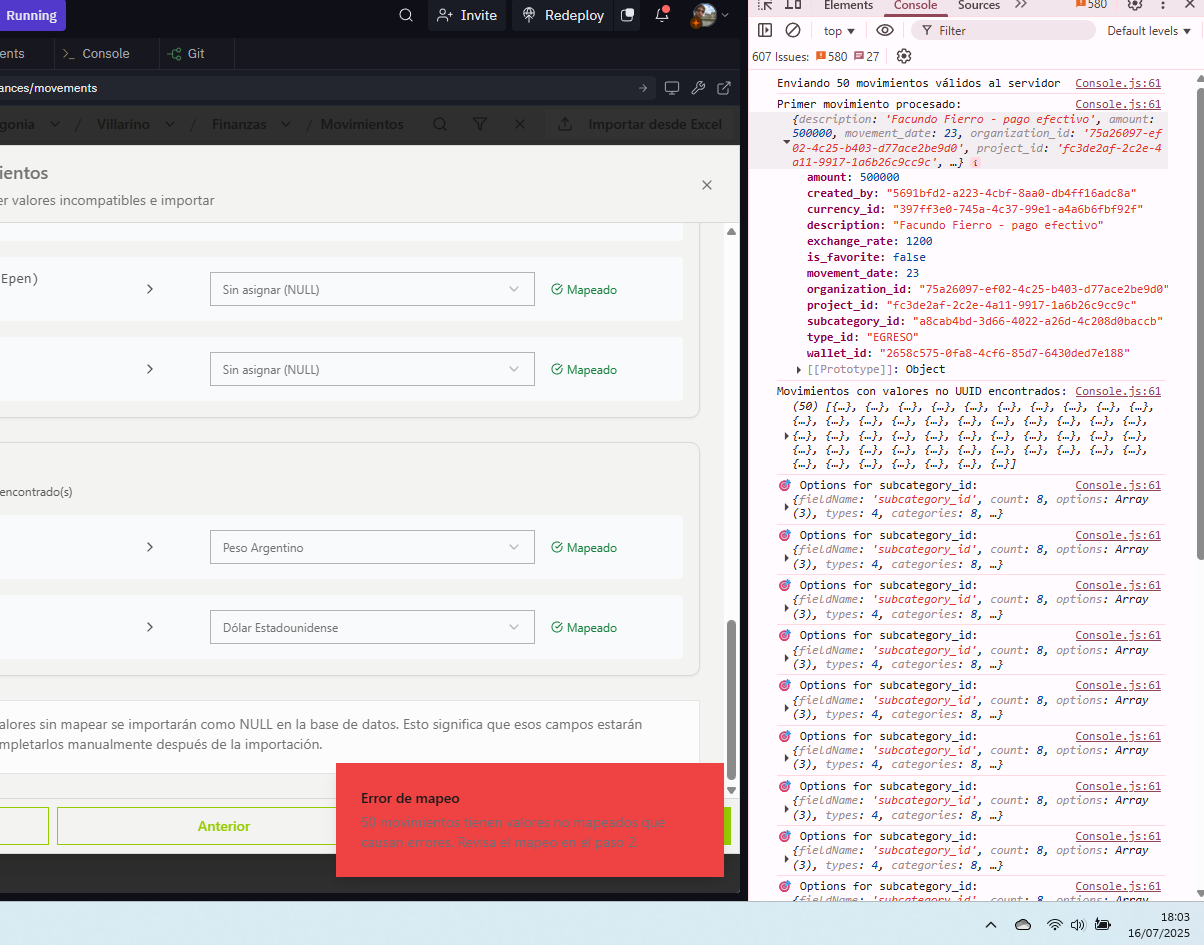 Running
Invite
Redeploy
ents
Console
Git
ances/movements
gonia
/
Villarino
/
Finanzas
/
Movimientos
Importar desde Excel
ientos
er valores incompatibles e importar
Epen)
Sin asignar (NULL)
Mapeado
Sin asignar (NULL)
Mapeado
encontrado(s)
Peso Argentino
Mapeado
Dólar Estadounidense
Mapeado
alores sin mapear se importarán como NULL en la base de datos. Esto significa que esos campos estarán
mpletarlos manualmente después de la importación.
Anterior
Error de mapeo
50 movimientos tienen valores no mapeados que
causan errores. Revisa el mapeo en el paso 2.
Elements
Console
Sources
580
top
Filter
Default levels
607 Issues:
580
27
Enviando 50 movimientos válidos al servidor Console.js:61
Primer movimiento procesado: Console.js:61
{description: 'Facundo Fierro - pago efectivo', amount:
500000, movement_date: 23, organization_id: '75a26097-ef
02-4c25-b403-d77ace2be9d0', project_id: 'fc3de2af-2c2e-4
a11-9917-1a6b26c9cc9c', …}
amount: 500000
created_by: "5691bfd2-a223-4cbf-8aa0-db4ff16adc8a"
currency_id: "397ff3e0-745a-4c37-99e1-a4a6b6fbf92f"
description: "Facundo Fierro - pago efectivo"
exchange_rate: 1200
is_favorite: false
movement_date: 23
organization_id: "75a26097-ef02-4c25-b403-d77ace2be9d0"
project_id: "fc3de2af-2c2e-4a11-9917-1a6b26c9cc9c"
subcategory_id: "a8cab4bd-3d66-4022-a26d-4c208d0baccb"
type_id: "EGRESO"
wallet_id: "2658c575-0fa8-4cf6-85d7-6430ded7e188"
[[Prototype]]: Object
Movimientos con valores no UUID encontrados: Console.js:61
(50) [{…}, {…}, {…}, {…}, {…}, {…}, {…}, {…}, {…}, {…},
{…}, {…}, {…}, {…}, {…}, {…}, {…}, {…}, {…}, {…}, {…},
{…}, {…}, {…}, {…}, {…}, {…}, {…}, {…}, {…}, {…}, {…},
{…}, {…}, {…}, {…}, {…}, {…}, {…}, {…}, {…}, {…}, {…},
{…}, {…}, {…}, {…}, {…}, {…}, {…}]
Options for subcategory_id: Console.js:61
{fieldName: 'subcategory_id', count: 8, options: Array
(3), types: 4, categories: 8, …}
Options for subcategory_id: Console.js:61
{fieldName: 'subcategory_id', count: 8, options: Array
(3), types: 4, categories: 8, …}
Options for subcategory_id: Console.js:61
{fieldName: 'subcategory_id', count: 8, options: Array
(3), types: 4, categories: 8, …}
Options for subcategory_id: Console.js:61
{fieldName: 'subcategory_id', count: 8, options: Array
(3), types: 4, categories: 8, …}
Options for subcategory_id: Console.js:61
{fieldName: 'subcategory_id', count: 8, options: Array
(3), types: 4, categories: 8, …}
Options for subcategory_id: Console.js:61
{fieldName: 'subcategory_id', count: 8, options: Array
(3), types: 4, categories: 8, …}
Options for subcategory_id: Console.js:61
{fieldName: 'subcategory_id', count: 8, options: Array
(3), types: 4, categories: 8, …}
Options for subcategory_id: Console.js:61
{fieldName: 'subcategory_id', count: 8, options: Array
(3), types: 4, categories: 8, …}
Options for subcategory_id: Console.js:61
{fieldName: 'subcategory_id', count: 8, options: Array
18:03
16/07/2025